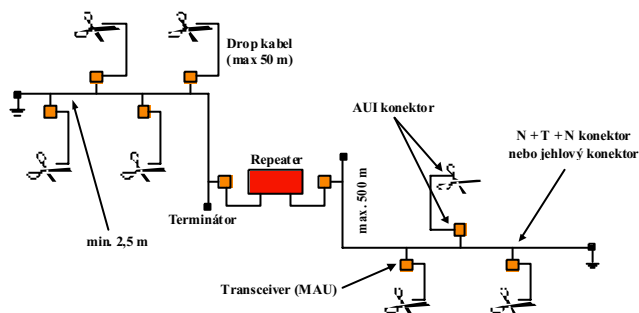 Drop kabel
(max 50 m)
AUI konektor
N + T + N konektor
nebo jehlový konektor
Repeater
max. 500 m
Terminátor
min. 2,5 m
Transceiver (MAU)